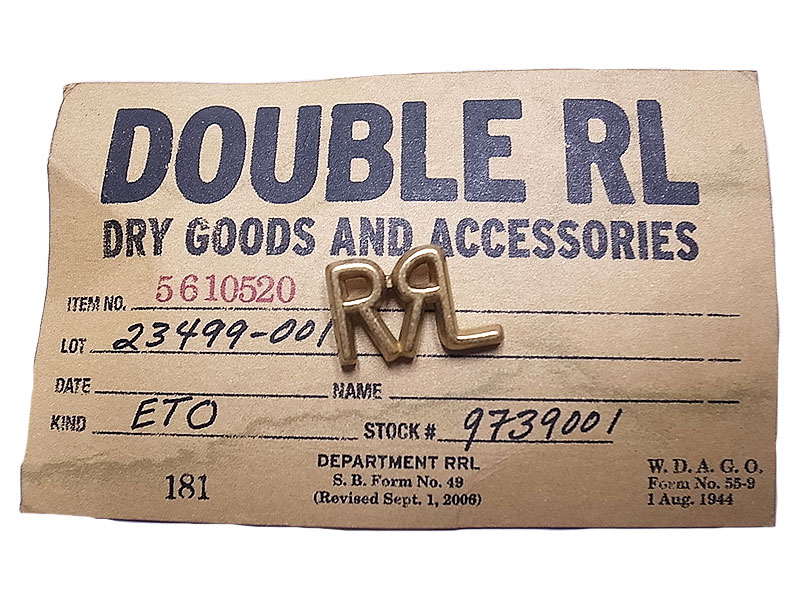 DOUBLE RL
DRY GOODS AND ACCESSORIES
RRL
ITEM NO. 5610520
LOT 23499-001
DATE NAME
KIND ETO STOCK # 9739001
181
DEPARTMENT RRL
S. B. Form No. 49
(Revised Sept. 1, 2006)
W. D. A. G. O.
Form No. 55-9
1 Aug. 1944